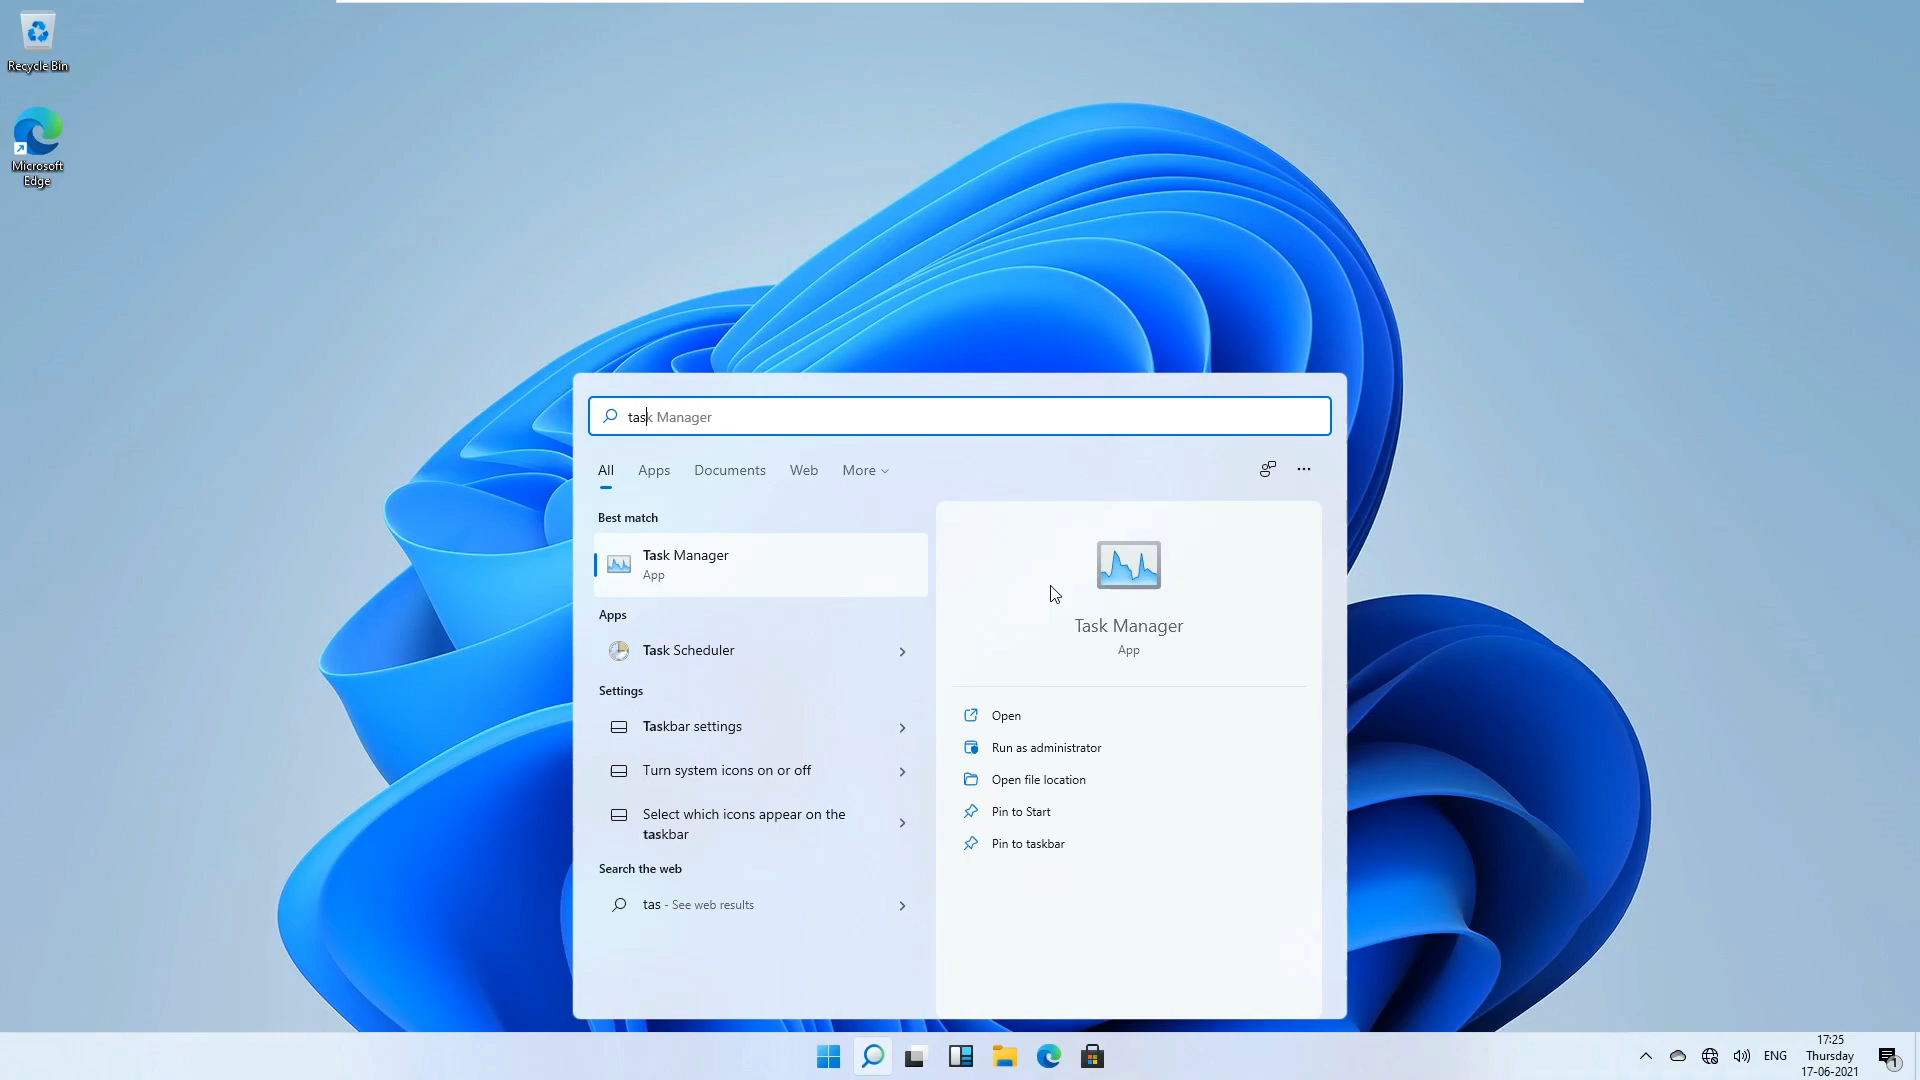 Recycle Bin
Microsoft
Edge
task Manager
All Apps Documents Web More
Best match
Task Manager
App
Apps
Task Scheduler
Settings
Taskbar settings
Turn system icons on or off
Select which icons appear on the
taskbar
Search the web
tas - See web results
Task Manager
App
Open
Run as administrator
Open file location
Pin to Start
Pin to taskbar
ENG
17:25
Thursday
17-06-2021
1